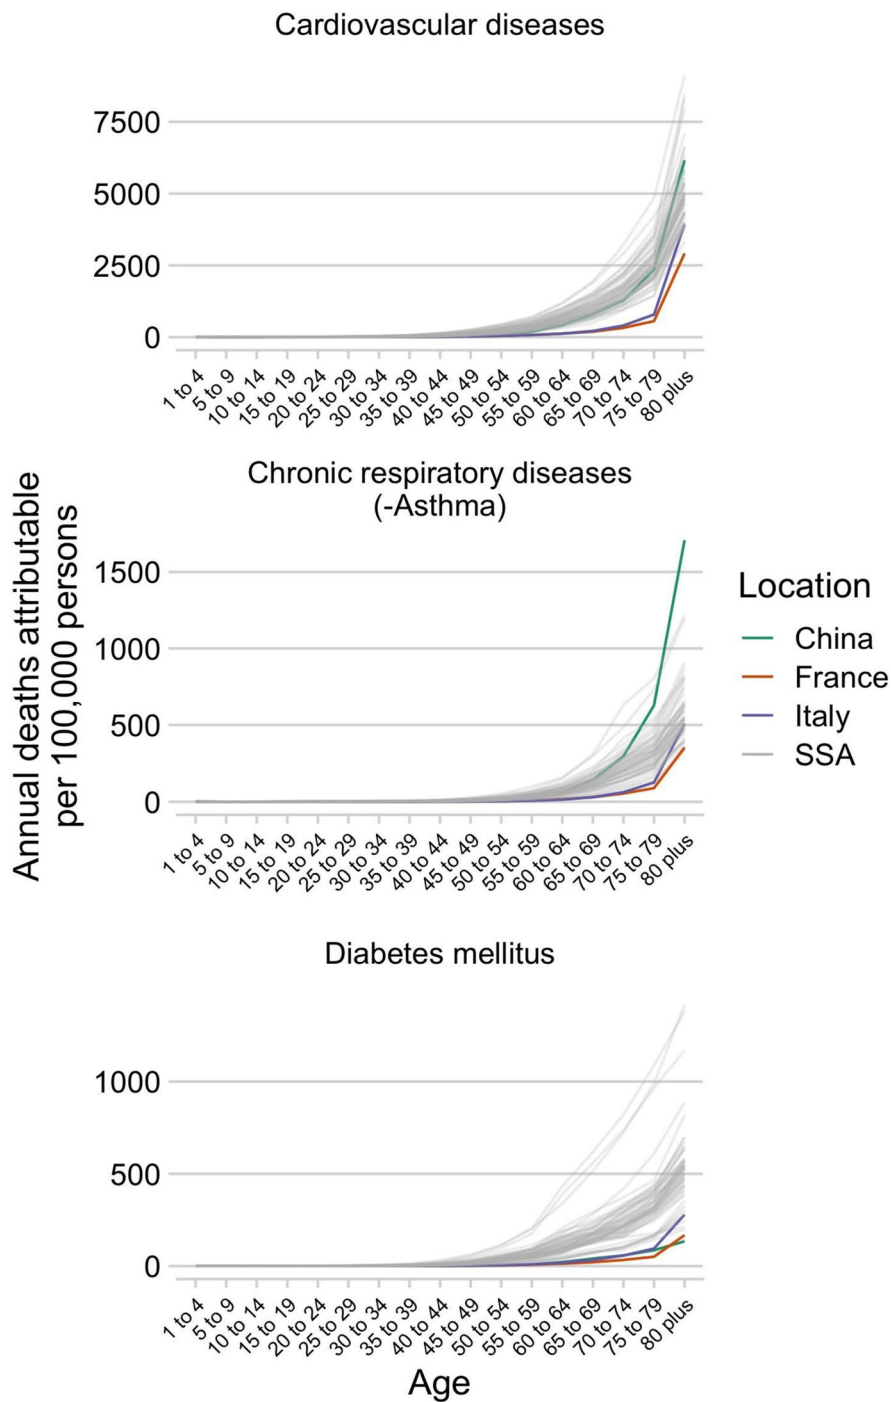 Cardiovascular diseases
7500
5000
2500
0
1 to 4
5 to 9
10 to 14
15 to 19
20 to 24
25 to 29
30 to 34
35 to 39
40 to 44
45 to 49
50 to 54
55 to 59
60 to 64
65 to 69
70 to 74
75 to 79
80 plus
Chronic respiratory diseases
(-Asthma)
Annual deaths attributable
per 100,000 persons
1500
1000
500
0
1 to 4
5 to 9
10 to 14
15 to 19
20 to 24
25 to 29
30 to 34
35 to 39
40 to 44
45 to 49
50 to 54
55 to 59
60 to 64
65 to 69
70 to 74
75 to 79
80 plus
Location
China
France
Italy
SSA
Diabetes mellitus
1000
500
0
1 to 4
5 to 9
10 to 14
15 to 19
20 to 24
25 to 29
30 to 34
35 to 39
40 to 44
45 to 49
50 to 54
55 to 59
60 to 64
65 to 69
70 to 74
75 to 79
80 plus
Age